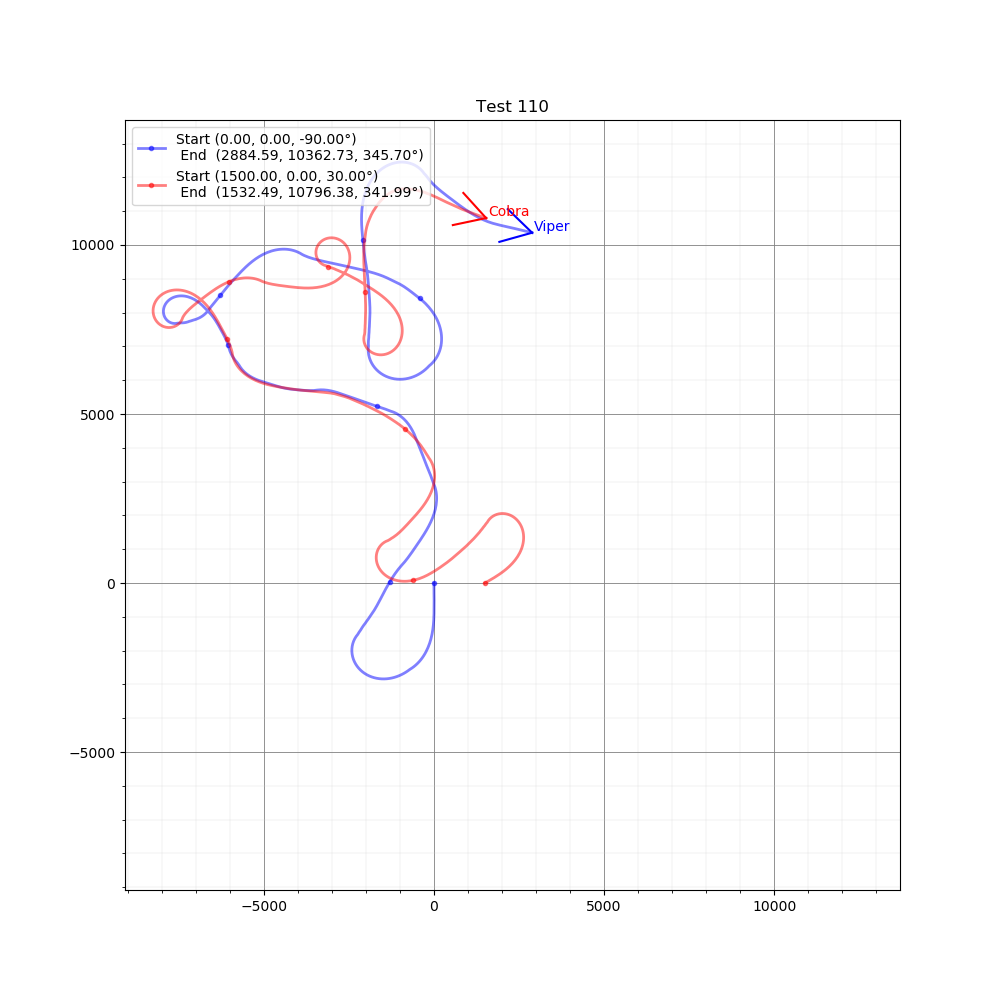 Test 110
Start (0.00, 0.00, -90.00°)
End (2884.59, 10362.73, 345.70°)
Start (1500.00, 0.00, 30.00°)
End (1532.49, 10796.38, 341.99°)
Cobra
Viper
10000
5000
0
−5000
−5000
0
5000
10000